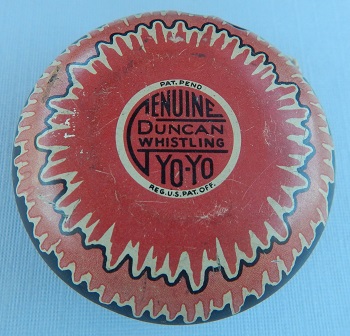 PAT. PEND
GENUINE
DUNCAN
WHISTLING
YO-YO
REG. U.S. PAT. OFF.